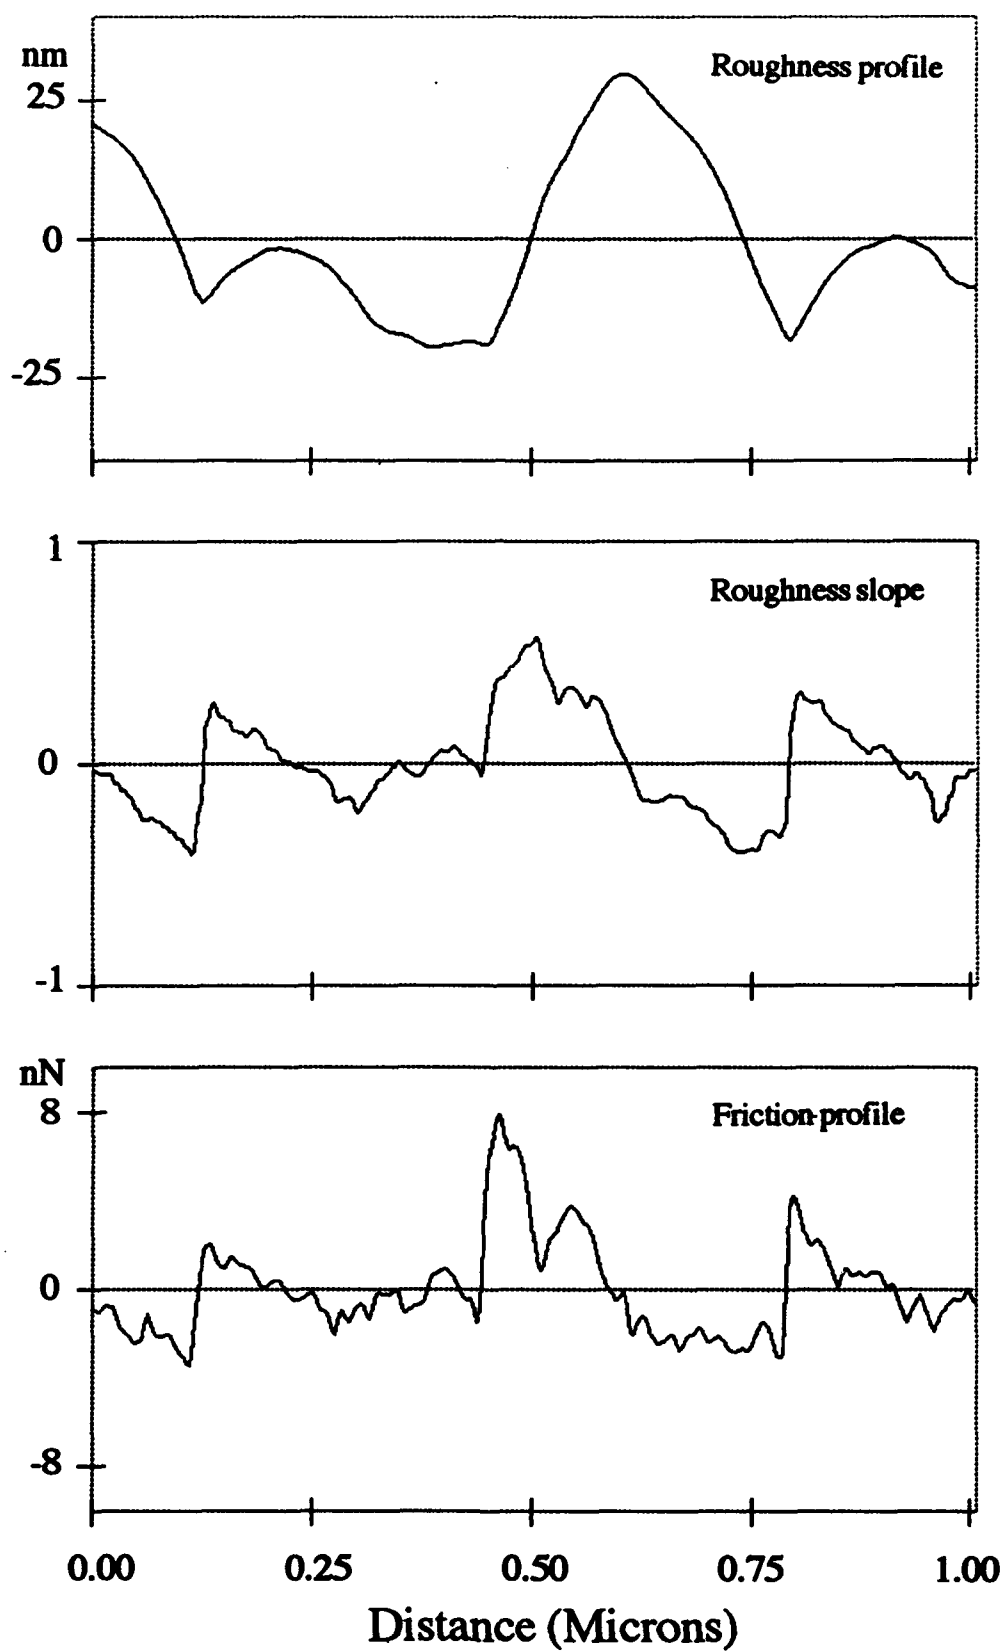 nm
Roughness profile
25
0
-25
1
Roughness slope
0
-1
nN
8
Friction profile
0
-8
0.00 0.25 0.50 0.75 1.00
Distance (Microns)